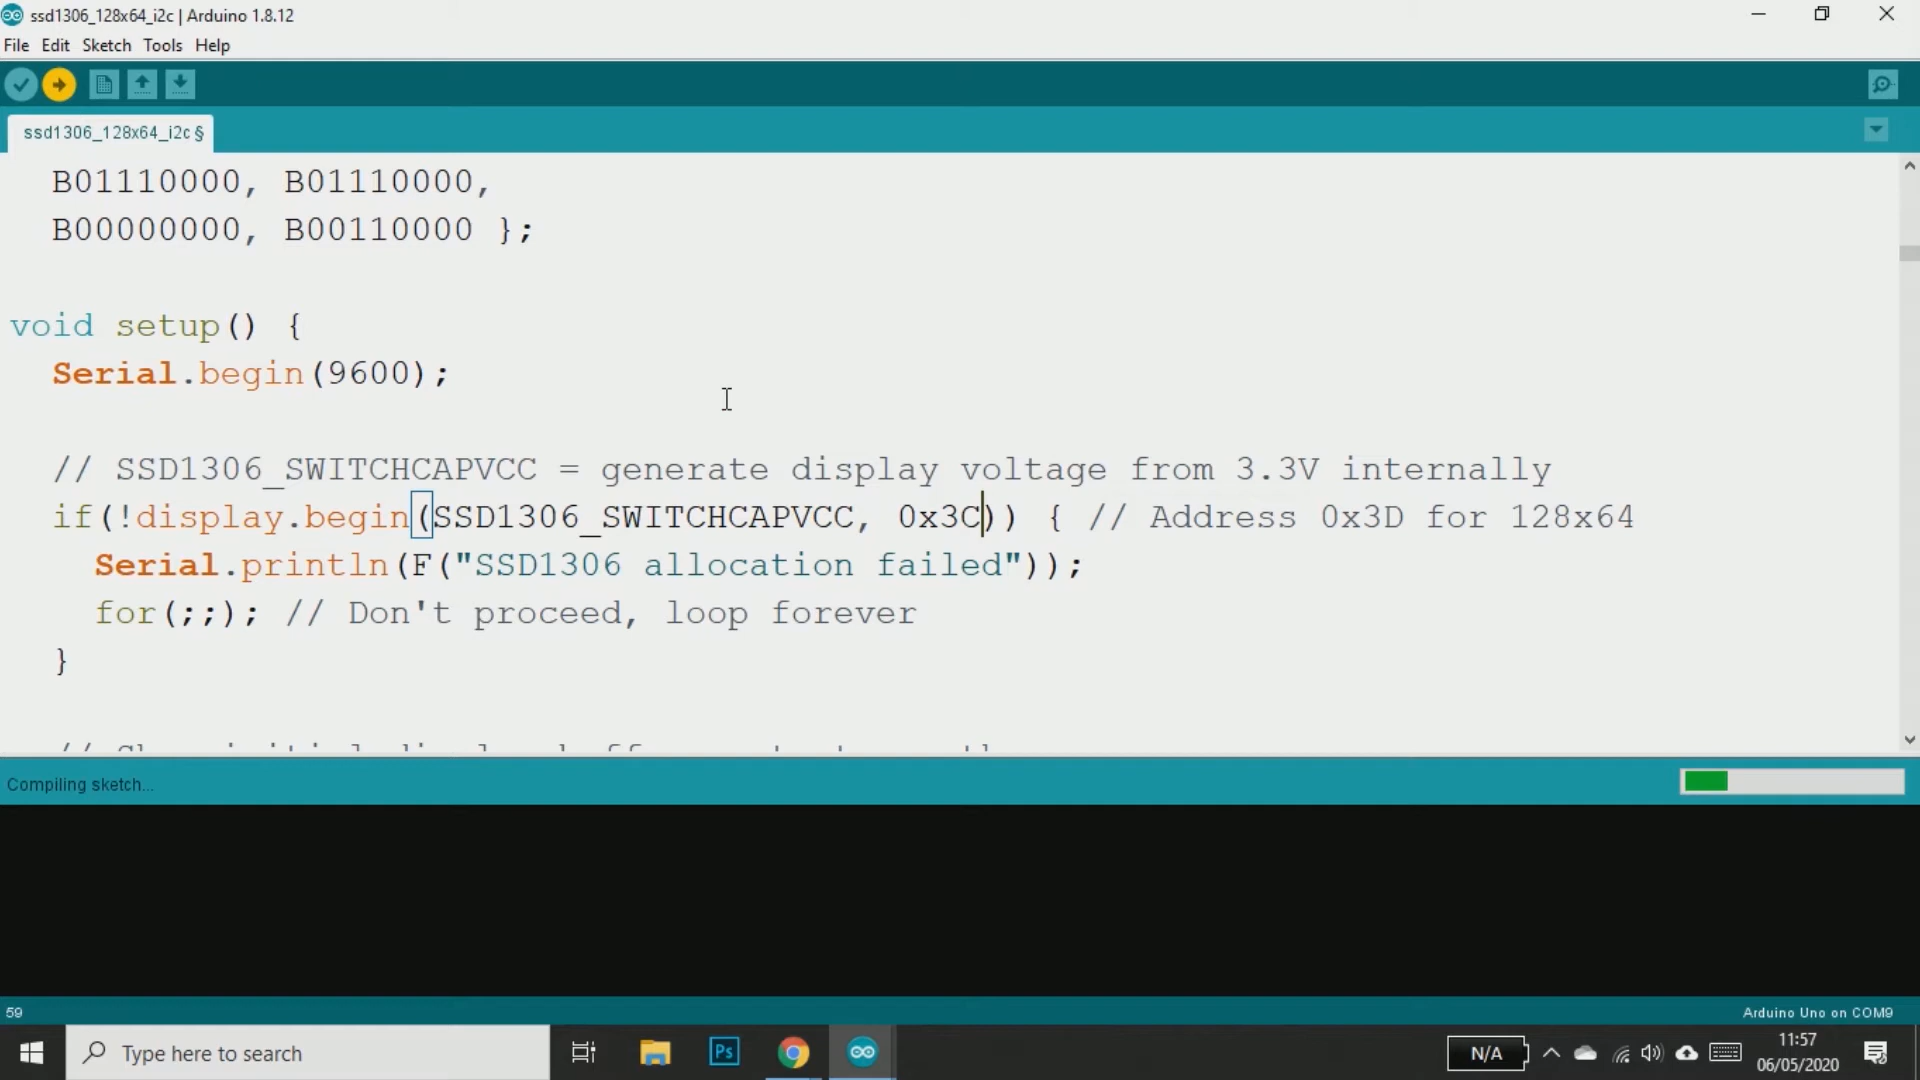 ssd1306_128x64_i2c | Arduino 1.8.12
File Edit Sketch Tools Help
ssd1306_128x64_i2c §
B01110000, B01110000,
B00000000, B00110000 };
void setup() {
Serial.begin(9600);
// SSD1306_SWITCHCAPVCC = generate display voltage from 3.3V internally
if(!display.begin(SSD1306_SWITCHCAPVCC, 0x3C)) { // Address 0x3D for 128x64
Serial.println(F("SSD1306 allocation failed"));
for(;;); // Don't proceed, loop forever
}
Compiling sketch...
59
Arduino Uno on COM9
Type here to search
Ps
N/A
11:57
06/05/2020